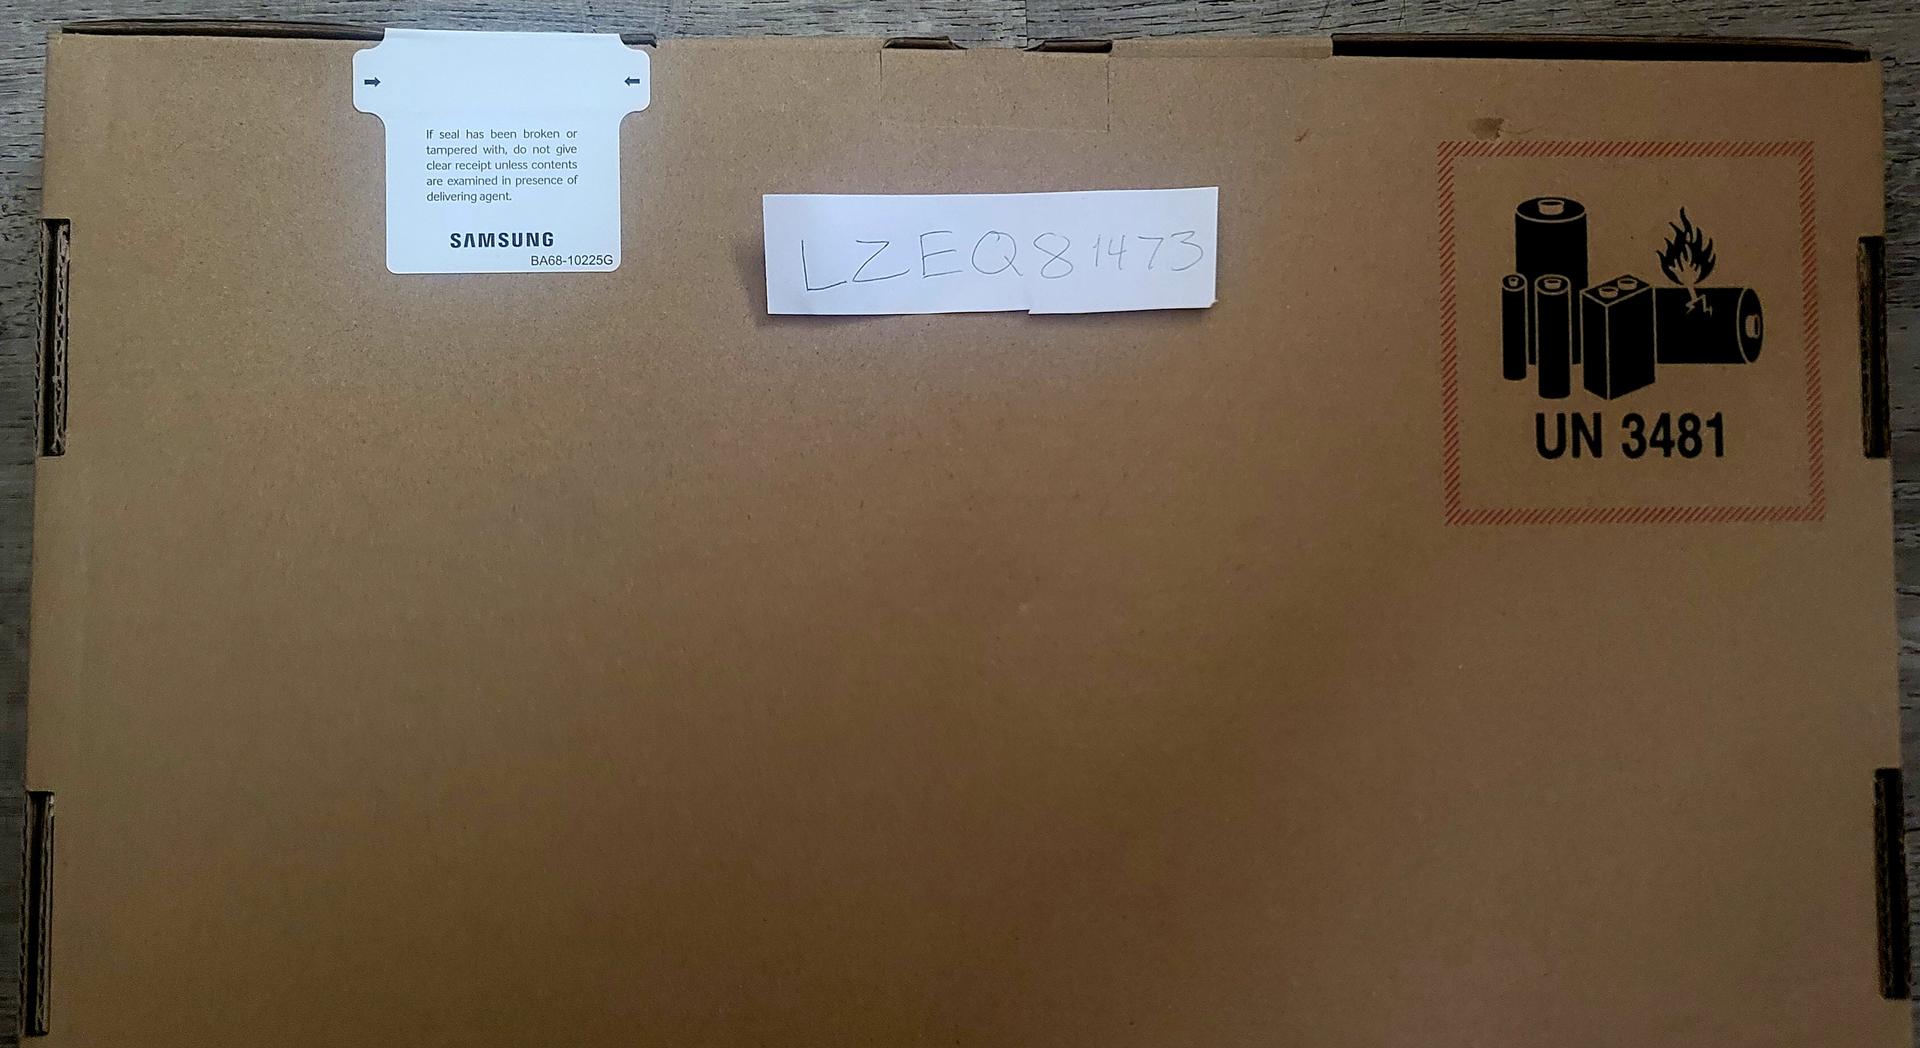 If seal has been broken or
tampered with, do not give
clear receipt unless contents
are examined in presence of
delivering agent.
SAMSUNG
BA68-10225G
LZEQ81473
UN 3481